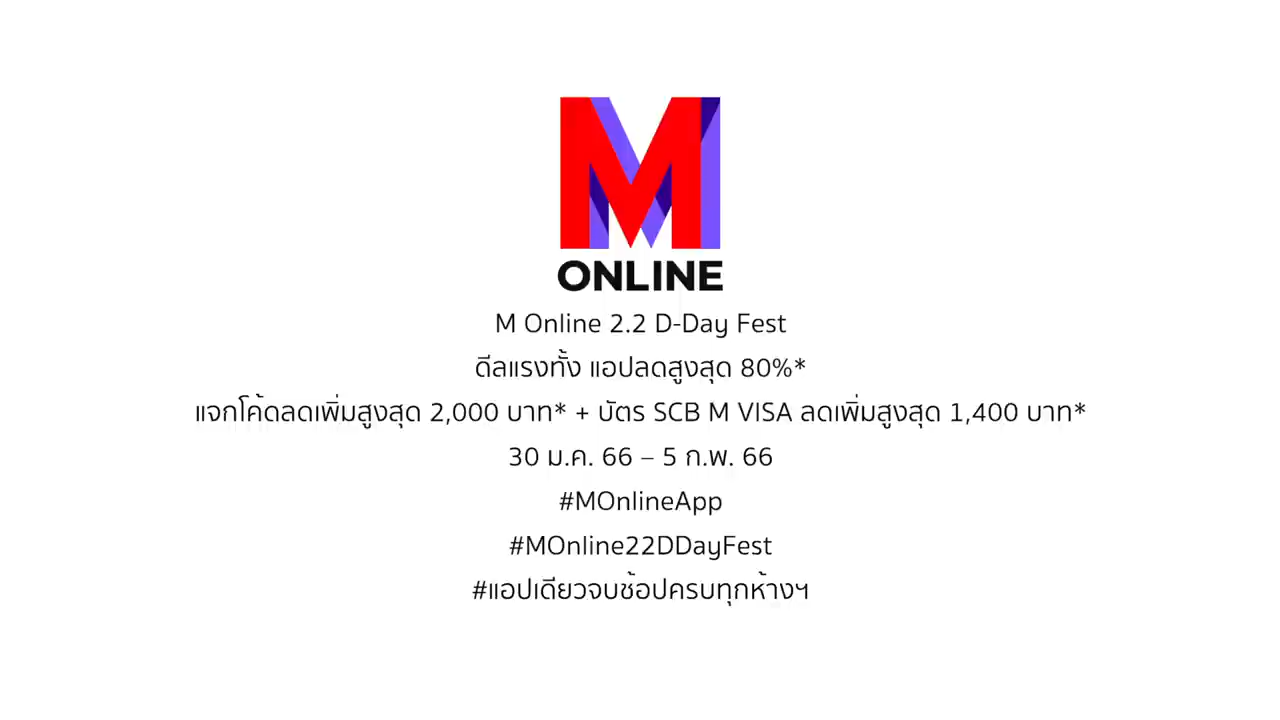 M
ONLINE
M Online 2.2 D-Day Fest
ดีลแรงทั้ง แอปลดสูงสุด 80%*
แจกโค้ดลดเพิ่มสูงสุด 2,000 บาท* + บัตร SCB M VISA ลดเพิ่มสูงสุด 1,400 บาท*
30 ม.ค. 66 – 5 ก.พ. 66
#MOnlineApp
#MOnline22DDayFest
#แอปเดียวจบช้อปครบทุกห้างฯ